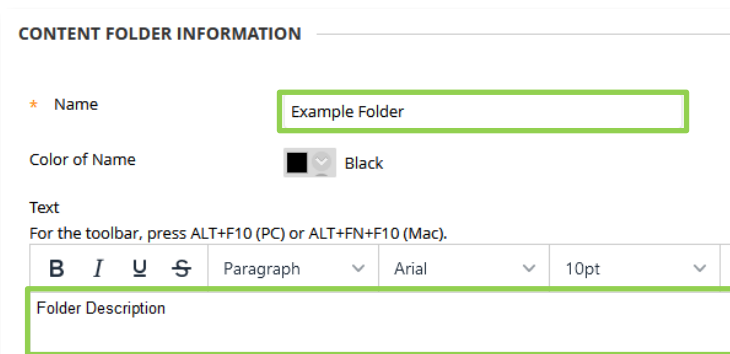 CONTENT FOLDER INFORMATION
* Name
Example Folder
Color of Name
Black
Text
For the toolbar, press ALT+F10 (PC) or ALT+FN+F10 (Mac).
B I U S Paragraph Arial 10pt
Folder Description